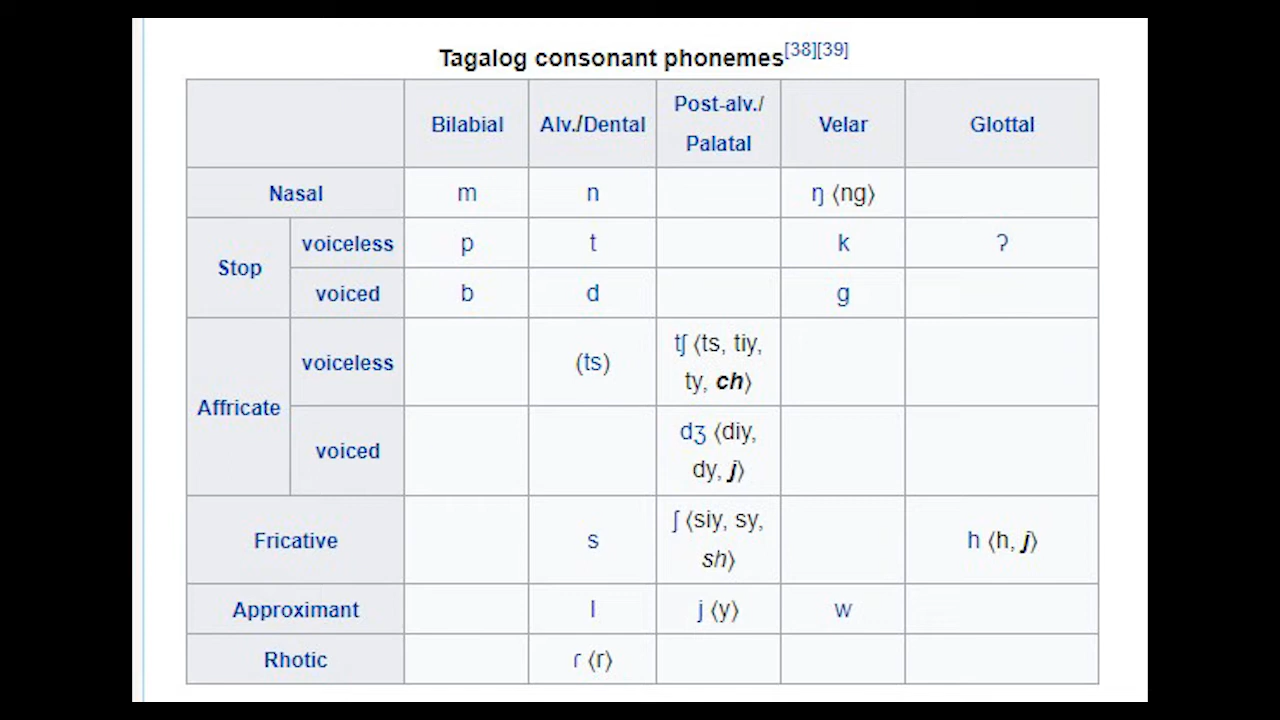 Tagalog consonant phonemes[38][39]
Bilabial Alv./Dental Post-alv./ Velar Glottal
Palatal
Nasal m n ŋ ⟨ng⟩
Stop voiceless p t k ʔ
voiced b d g
Affricate voiceless (ts) tʃ ⟨ts, tiy,
ty, ch⟩
voiced dʒ ⟨diy,
dy, j⟩
Fricative s ʃ ⟨siy, sy, h ⟨h, j⟩
sh⟩
Approximant l j ⟨y⟩ w
Rhotic ɾ ⟨r⟩